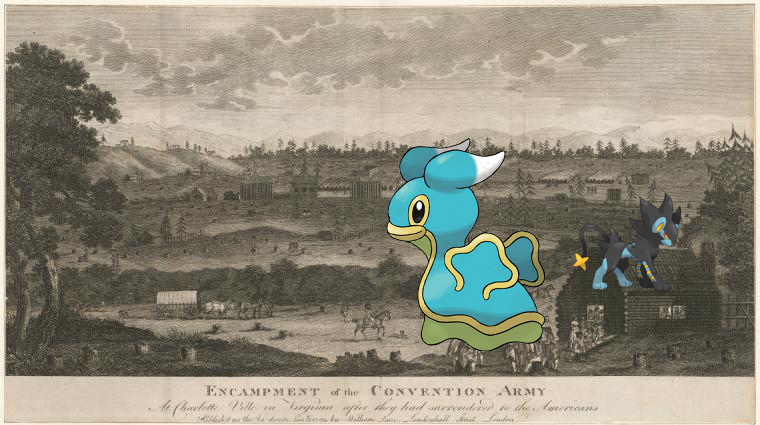 ENCAMPMENT of the CONVENTION ARMY
At Charlotte Ville in Virginia after they had surrendered to the Americans
Publish'd as the Act directs by William Lane, Leadenhall Street London